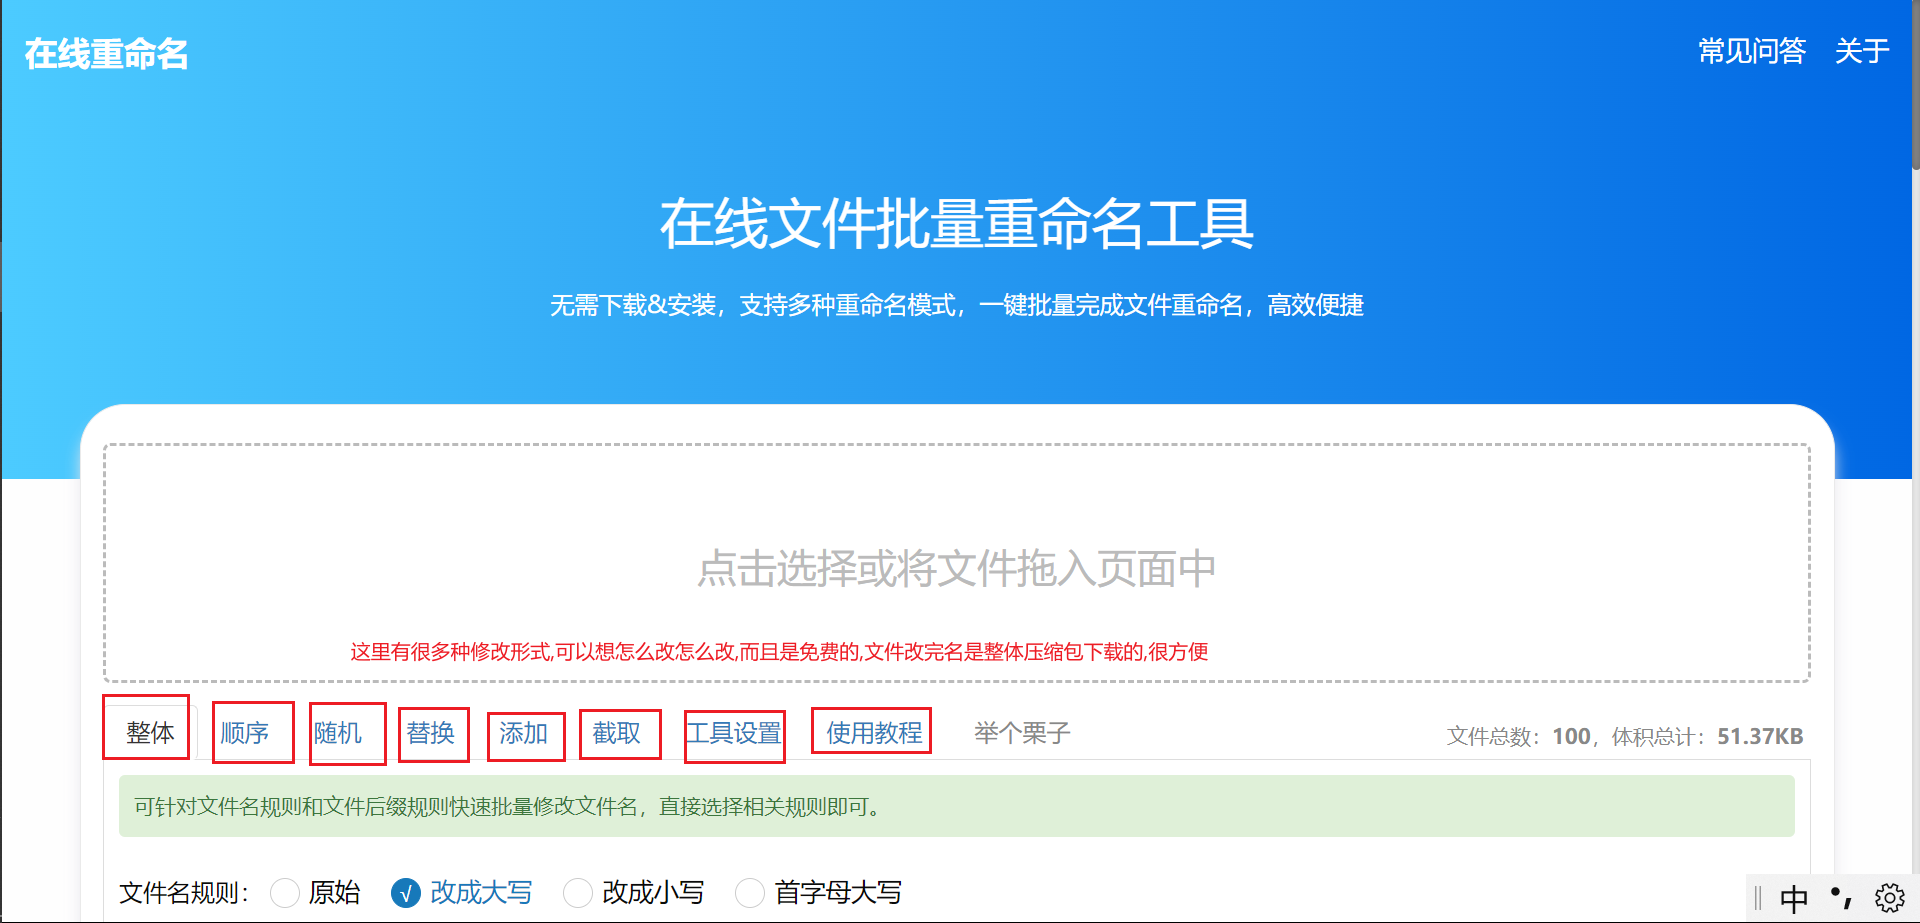 在线重命名
常见问答 关于
在线文件批量重命名工具
无需下载&安装，支持多种重命名模式，一键批量完成文件重命名，高效便捷
点击选择或将文件拖入页面中
这里有很多种修改形式,可以想怎么改怎么改,而且是免费的,文件改完名是整体压缩包下载的,很方便
整体 顺序 随机 替换 添加 截取 工具设置 使用教程 举个栗子 文件总数：100，体积总计：51.37KB
可针对文件名规则和文件后缀规则快速批量修改文件名，直接选择相关规则即可。
文件名规则： 原始 √ 改成大写 改成小写 首字母大写
中 •,